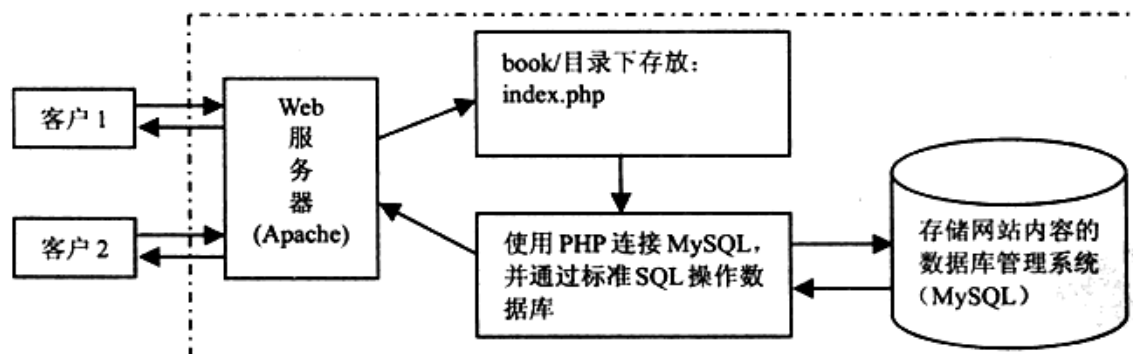 客户 1
客户 2
Web
服
务
器
(Apache)
book/目录下存放：
index.php
使用 PHP 连接 MySQL，
并通过标准 SQL 操作数
据库
存储网站内容的
数据库管理系统
（MySQL）